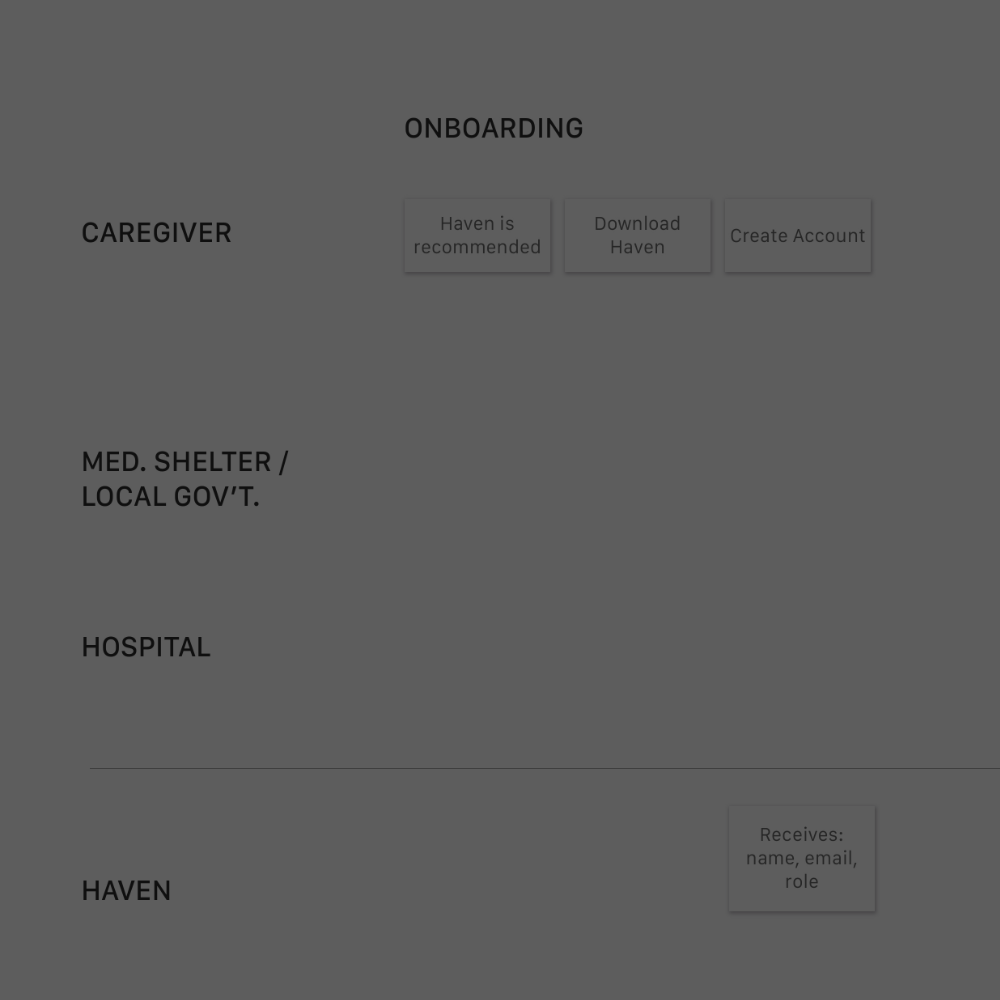 ONBOARDING
CAREGIVER
Haven is
recommended
Download
Haven
Create Account
MED. SHELTER /
LOCAL GOV’T.
HOSPITAL
Receives:
name, email,
role
HAVEN